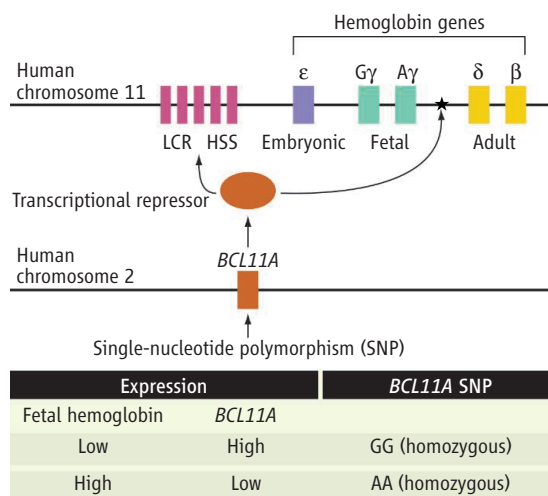 Hemoglobin genes
Human
chromosome 11
ε Gγ Aγ δ β
LCR HSS Embryonic Fetal Adult
Transcriptional repressor
BCL11A
Human
chromosome 2
Single-nucleotide polymorphism (SNP)
Expression BCL11A SNP
Fetal hemoglobin BCL11A
Low High GG (homozygous)
High Low AA (homozygous)